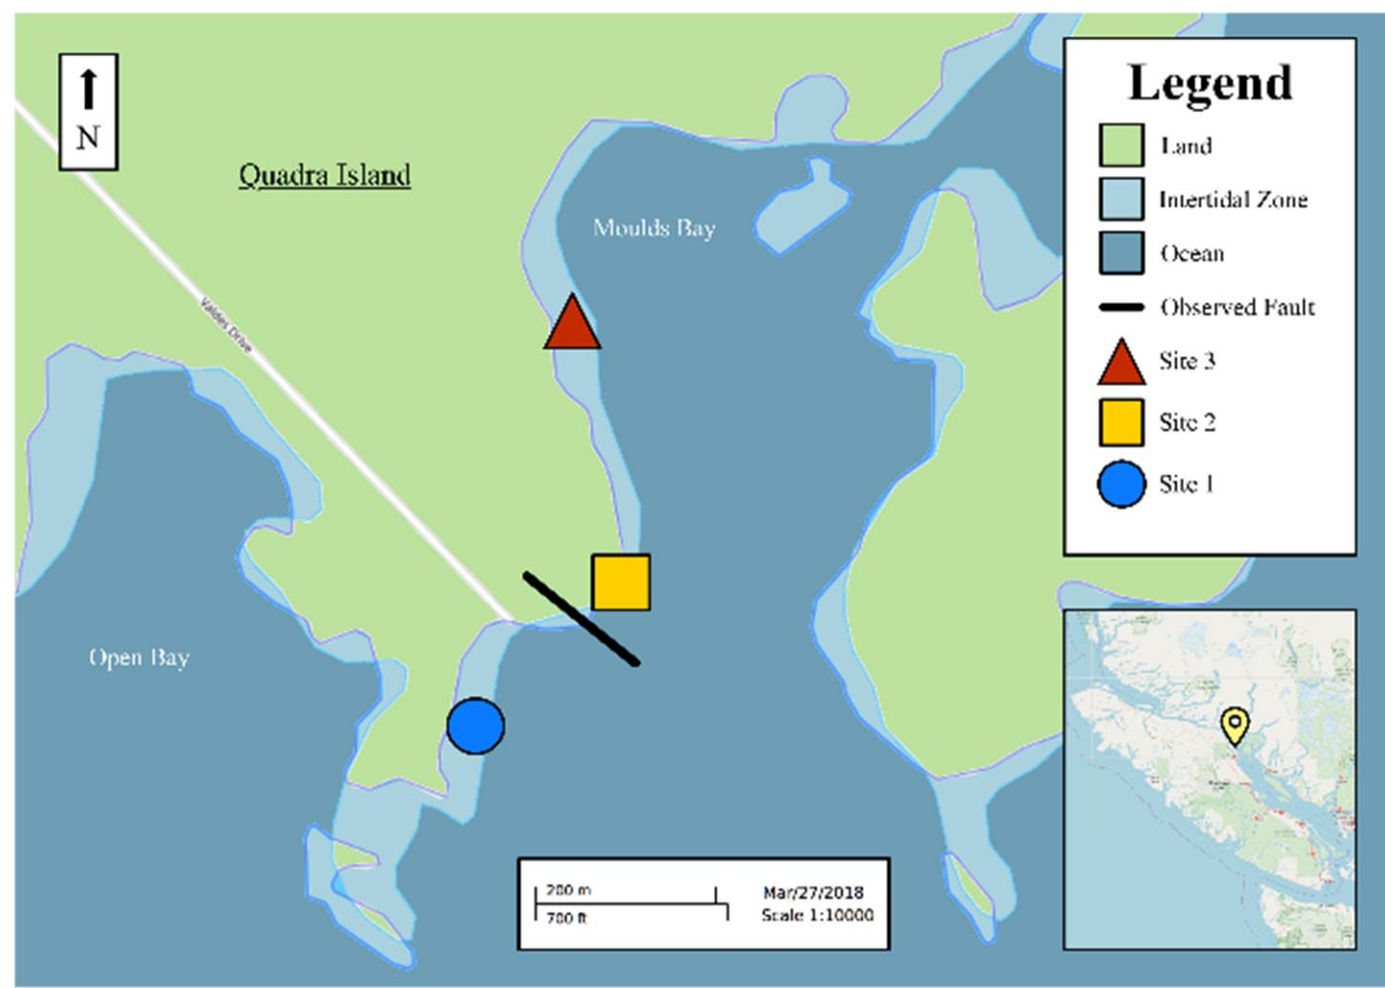 N
Quadra Island
Moulds Bay
Valdes Drive
Open Bay
Legend
Land
Intertidal Zone
Ocean
Observed Fault
Site 3
Site 2
Site 1
200 m
700 ft
Mar/27/2018
Scale 1:10000